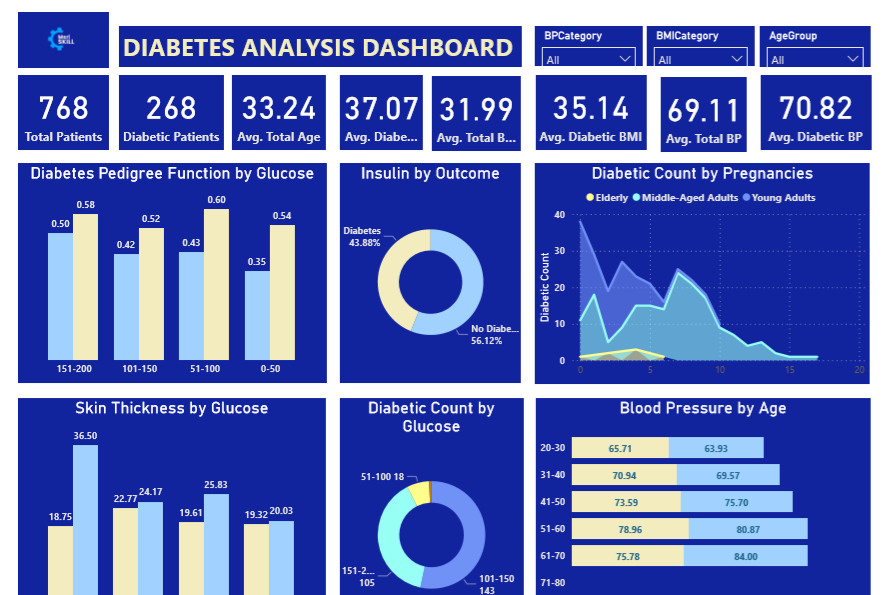 Meri
SKILL
DIABETES ANALYSIS DASHBOARD
BPCategory
All
BMICategory
All
AgeGroup
All
768
Total Patients
268
Diabetic Patients
33.24
Avg. Total Age
37.07
Avg. Diabe...
31.99
Avg. Total B...
35.14
Avg. Diabetic BMI
69.11
Avg. Total BP
70.82
Avg. Diabetic BP
Diabetes Pedigree Function by Glucose
0.50
0.58
0.42
0.52
0.43
0.60
0.35
0.54
151-200
101-150
51-100
0-50
Insulin by Outcome
Diabetes
43.88%
No Diabe...
56.12%
Diabetic Count by Pregnancies
Elderly Middle-Aged Adults Young Adults
Diabetic Count
40
30
20
10
0
0 5 10 15 20
Skin Thickness by Glucose
18.75
36.50
22.77
24.17
19.61
25.83
19.32
20.03
Diabetic Count by
Glucose
51-100 18
151-2...
105
101-150
143
Blood Pressure by Age
20-30 65.71 63.93
31-40 70.94 69.57
41-50 73.59 75.70
51-60 78.96 80.87
61-70 75.78 84.00
71-80